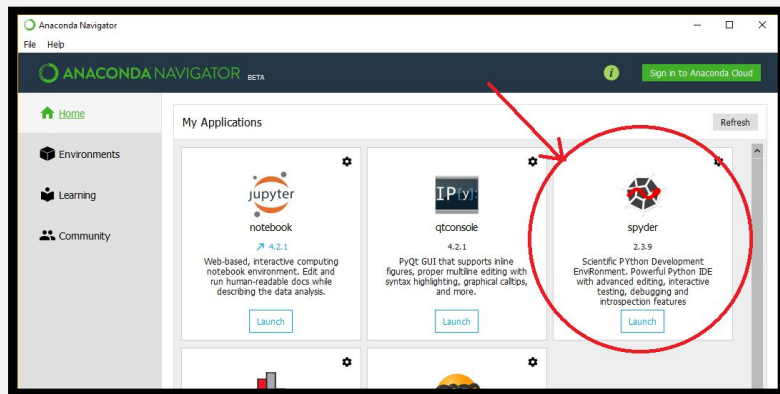 Anaconda Navigator
File Help
ANACONDA NAVIGATOR BETA
i
Sign in to Anaconda Cloud
Home
Environments
Learning
Community
My Applications
Refresh
jupyter
notebook
4.2.1
Web-based, interactive computing
notebook environment. Edit and
run human-readable docs while
describing the data analysis.
Launch
IP[y]:
qtconsole
4.2.1
PyQt GUI that supports inline
figures, proper multiline editing with
syntax highlighting, graphical calltips,
and more.
Launch
spyder
2.3.9
Scientific PYthon Development
EnviRonment. Powerful Python IDE
with advanced editing, interactive
testing, debugging and
introspection features
Launch